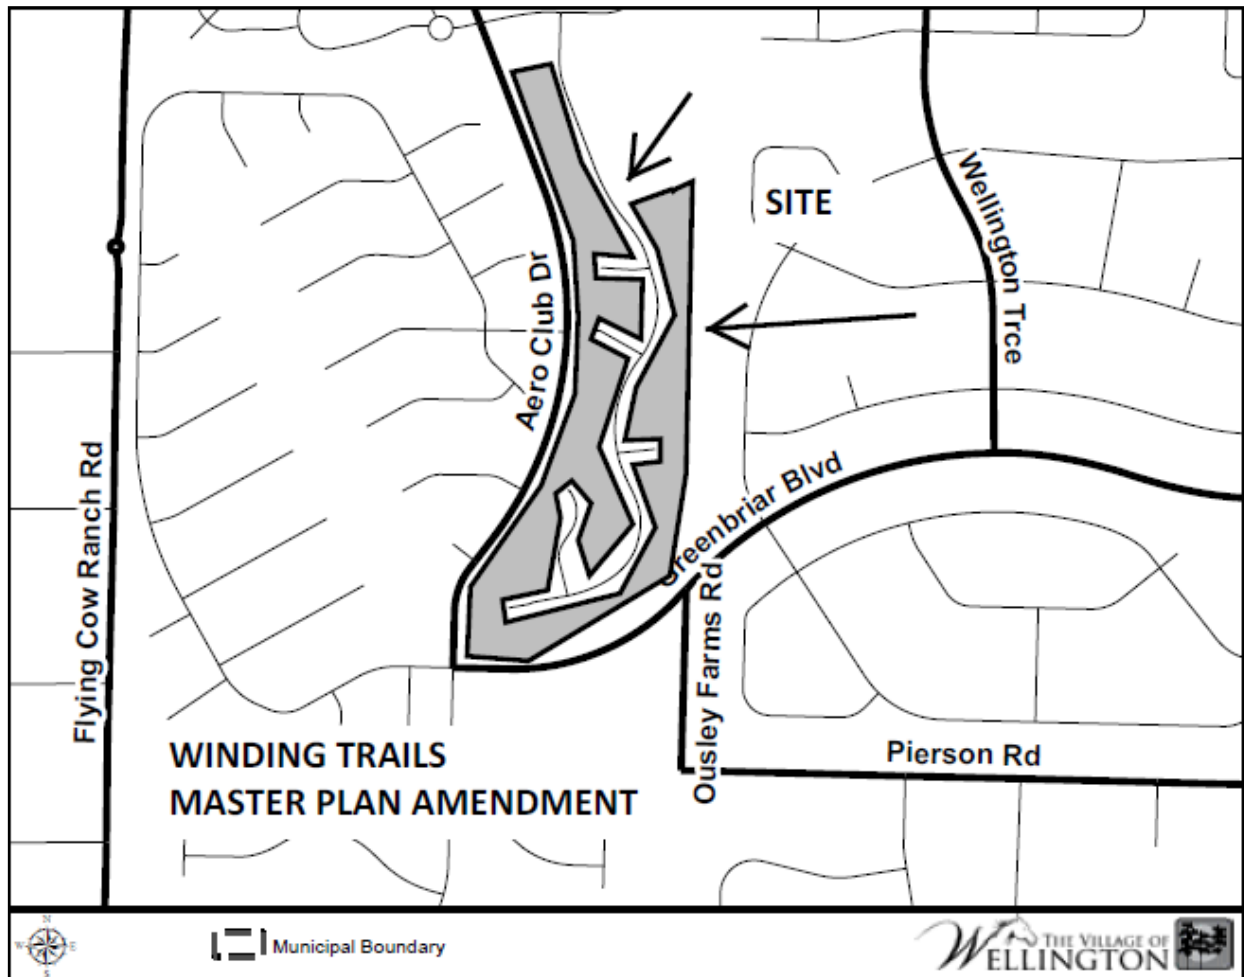 SITE
Wellington Trce
Aero Club Dr
Greenbriar Blvd
Flying Cow Ranch Rd
Ousley Farms Rd
Pierson Rd
WINDING TRAILS
MASTER PLAN AMENDMENT
N
W E
S
Municipal Boundary
THE VILLAGE OF
WELLINGTON